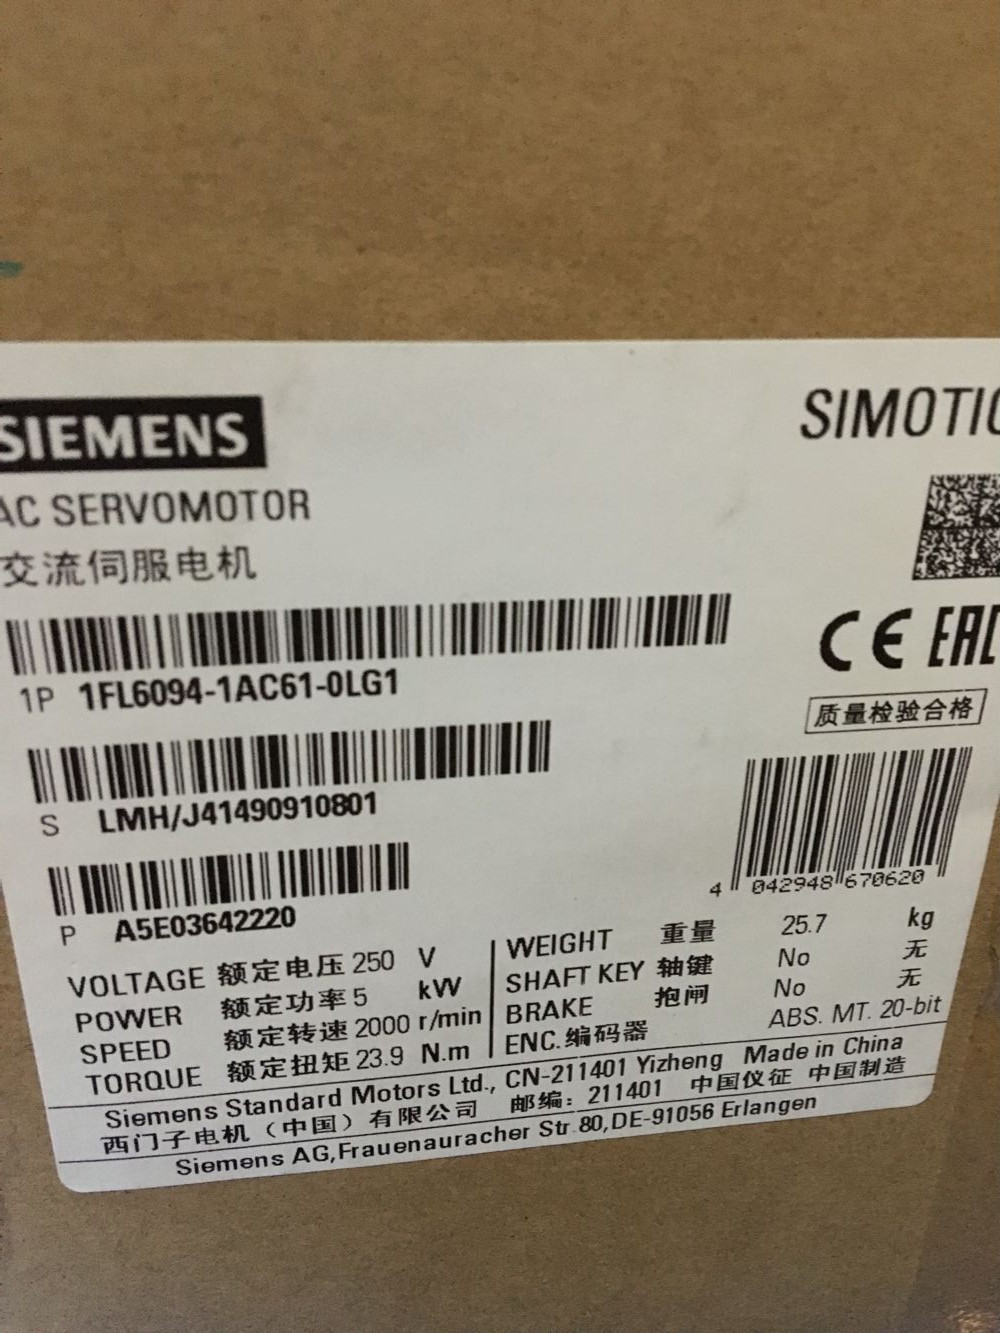 SIEMENS
SIMOTIC
AC SERVOMOTOR
交流伺服电机
1P 1FL6094-1AC61-0LG1
CE EAC
质量检验合格
S LMH/J41490910801
P A5E03642220
4 042948 670620
VOLTAGE 额定电压 250 V
POWER 额定功率 5 kW
SPEED 额定转速 2000 r/min
TORQUE 额定扭矩 23.9 N.m
WEIGHT 重量 25.7 kg
SHAFT KEY 轴键 No 无
BRAKE 抱闸 No 无
ENC. 编码器 ABS. MT. 20-bit
Siemens Standard Motors Ltd., CN-211401 Yizheng Made in China
西门子电机（中国）有限公司 邮编：211401 中国仪征 中国制造
Siemens AG,Frauenauracher Str.80,DE-91056 Erlangen